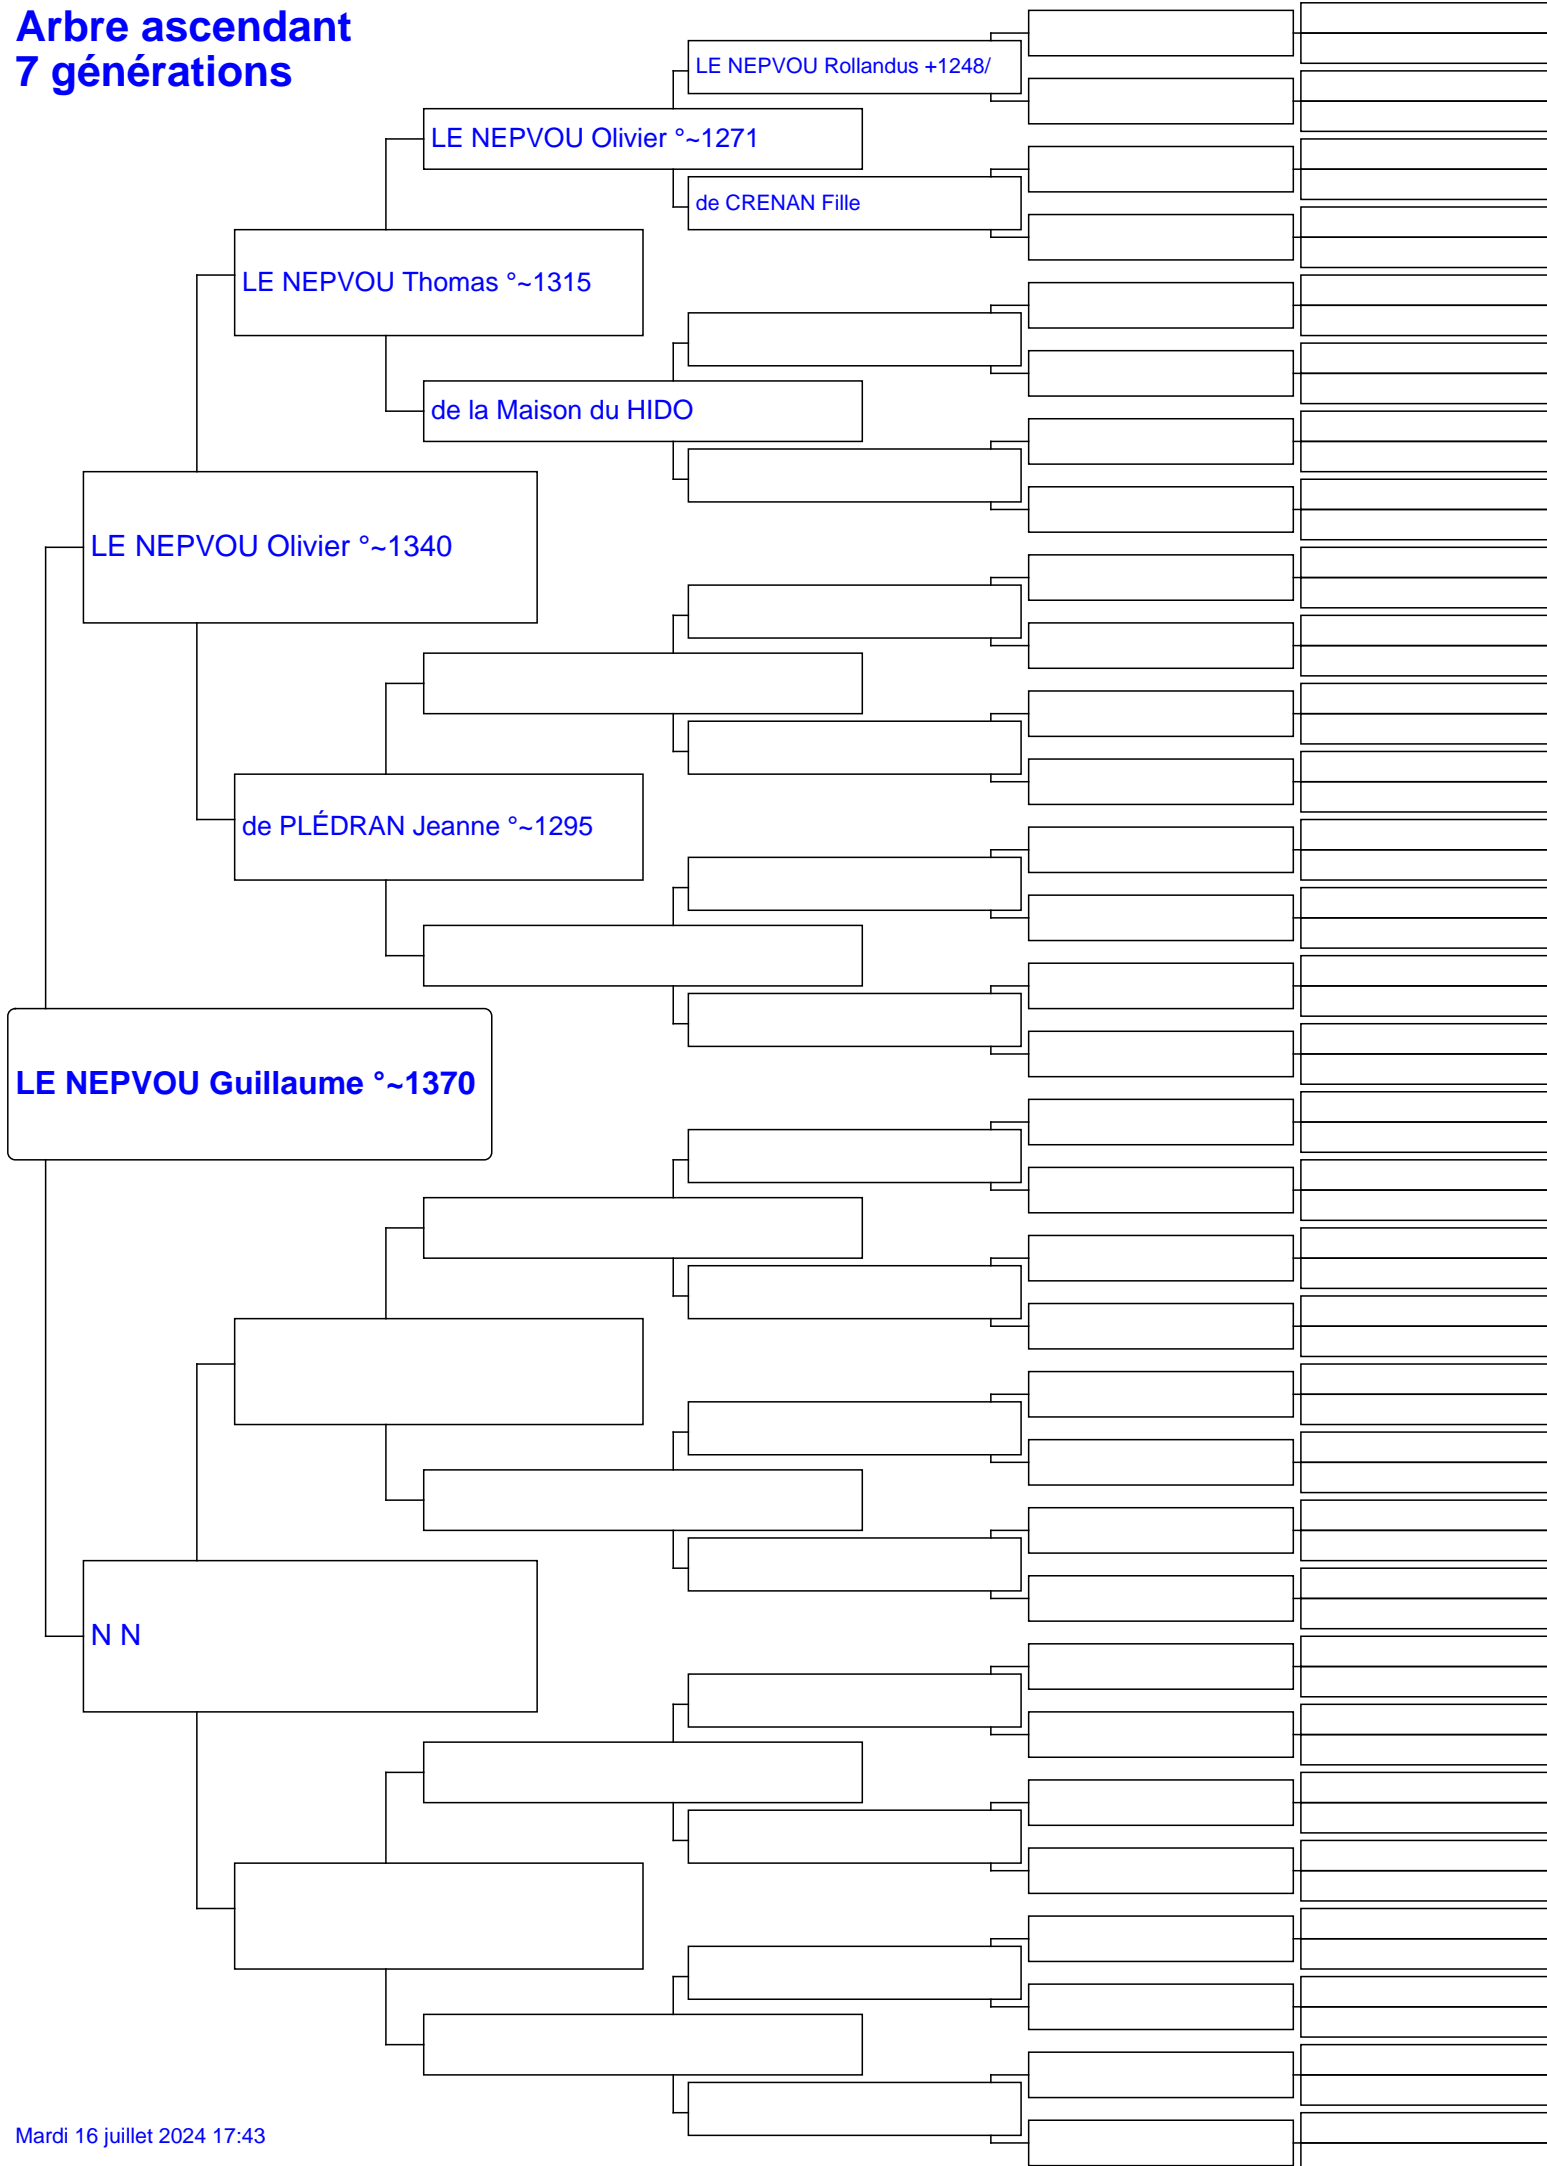 Arbre ascendant
7 générations
LE NEPVOU Rollandus +1248/
LE NEPVOU Olivier °~1271
de CRENAN Fille
LE NEPVOU Thomas °~1315
de la Maison du HIDO
LE NEPVOU Olivier °~1340
de PLÉDRAN Jeanne °~1295
LE NEPVOU Guillaume °~1370
N N
Mardi 16 juillet 2024 17:43